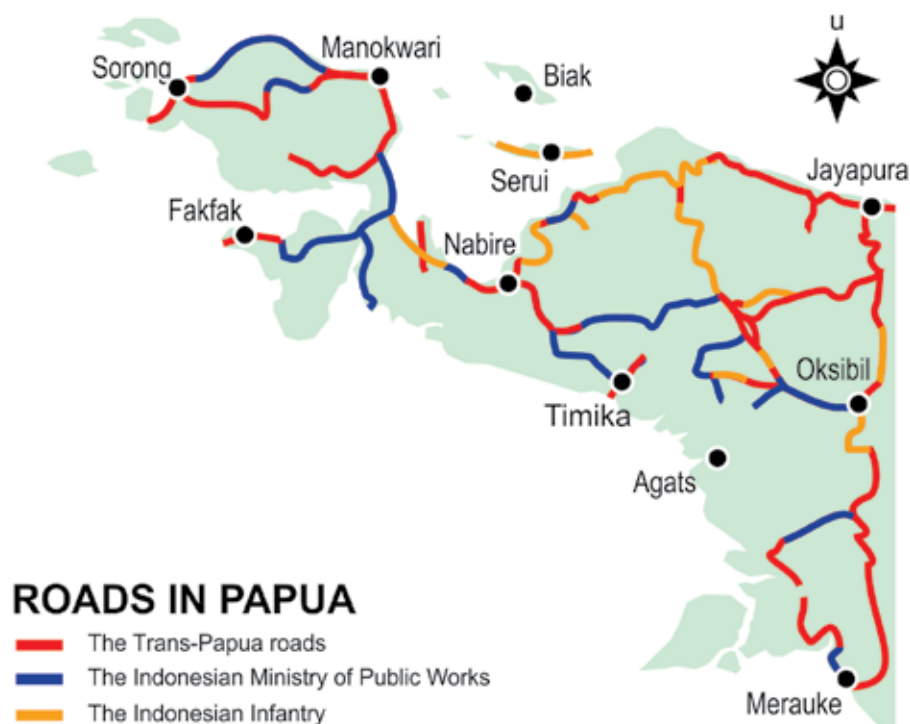 u
Manokwari
Sorong
Biak
Serui
Jayapura
Fakfak
Nabire
Oksibil
Timika
Agats
ROADS IN PAPUA
The Trans-Papua roads
The Indonesian Ministry of Public Works
Merauke
The Indonesian Infantry